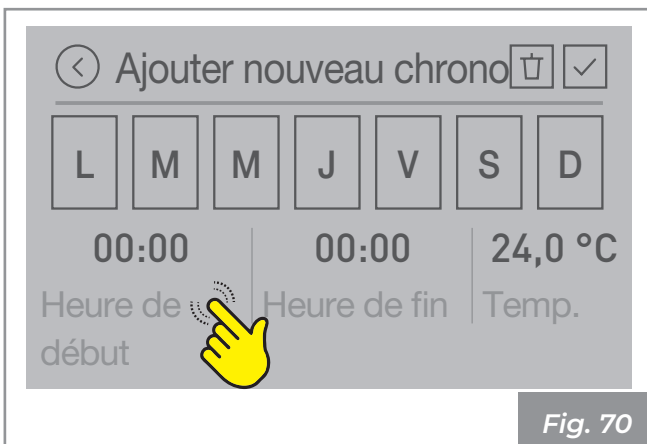 Ajouter nouveau chrono
L M M J V S D
00:00 00:00 24,0 °C
Heure de Heure de fin Temp.
début
Fig. 70